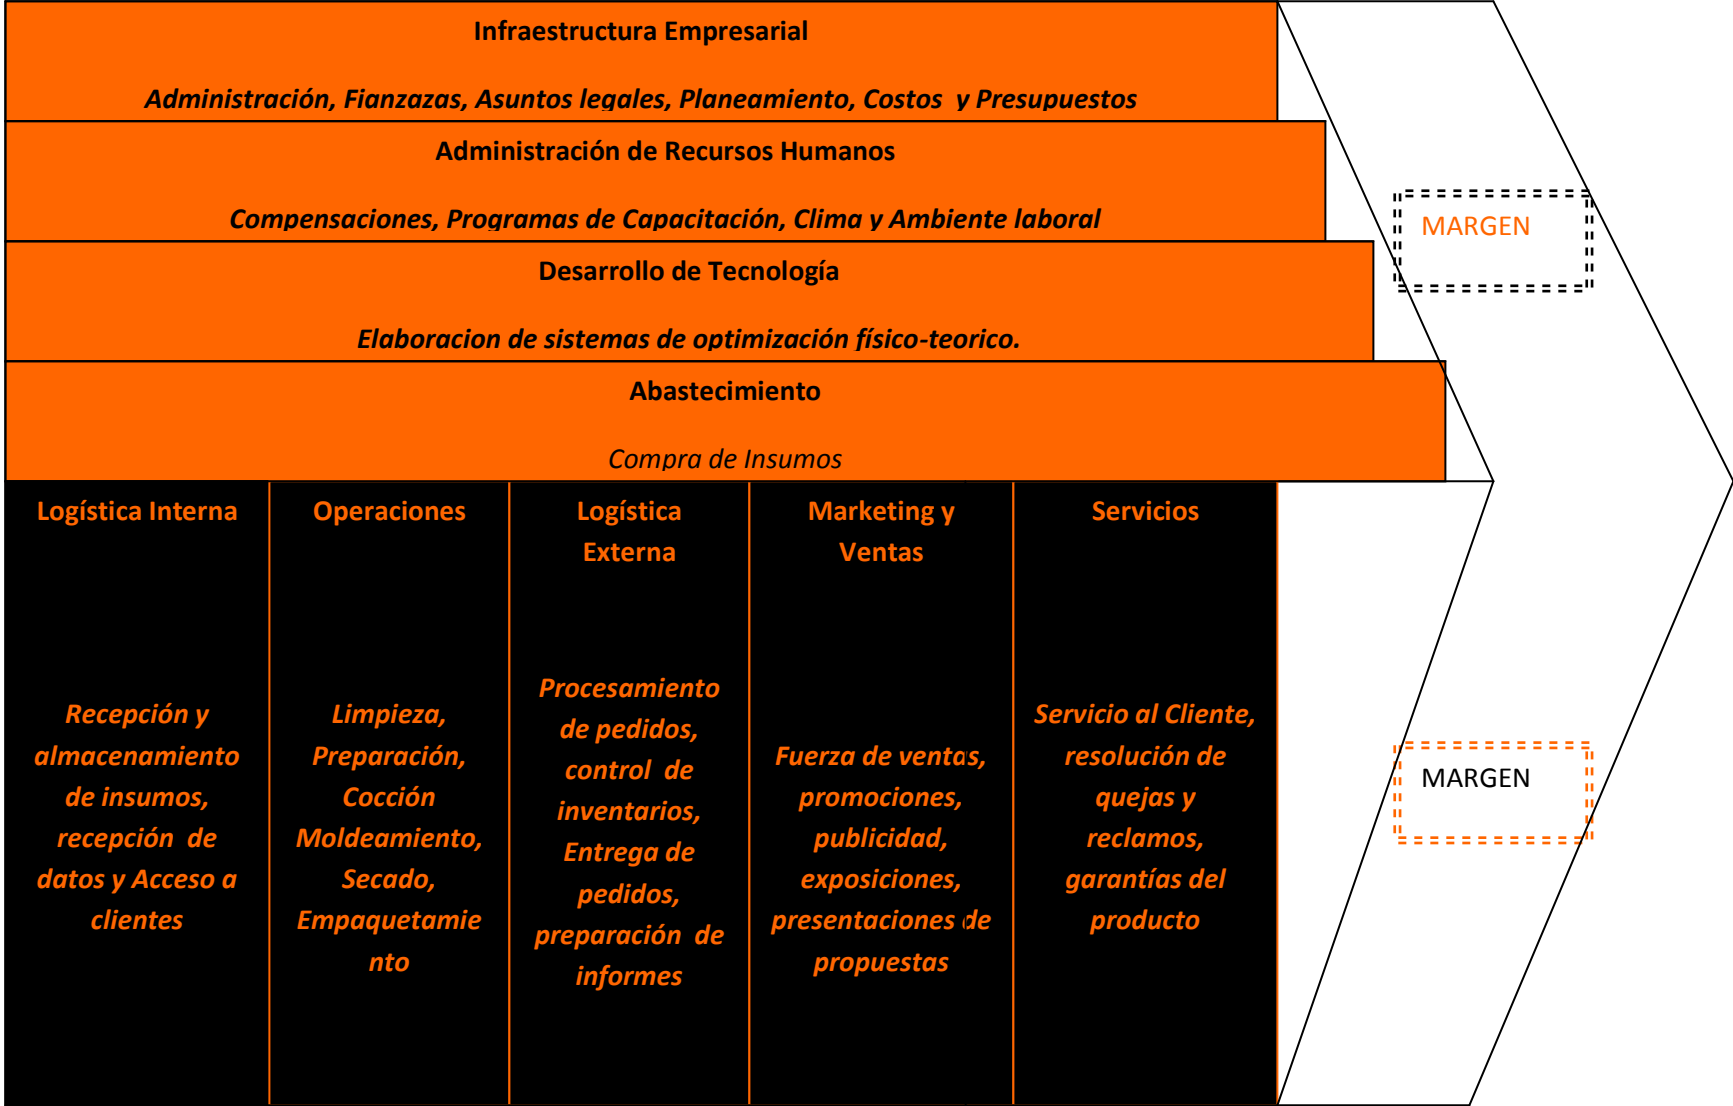 Infraestructura Empresarial
Administración, Fianzazas, Asuntos legales, Planeamiento, Costos y Presupuestos
Administración de Recursos Humanos
Compensaciones, Programas de Capacitación, Clima y Ambiente laboral
MARGEN
Desarrollo de Tecnología
Elaboracion de sistemas de optimización físico-teorico.
Abastecimiento
Compra de Insumos
Logística Interna
Recepción y
almacenamiento
de insumos,
recepción de
datos y Acceso a
clientes
Operaciones
Limpieza,
Preparación,
Cocción
Moldeamiento,
Secado,
Empaquetamie
nto
Logística
Externa
Procesamiento
de pedidos,
control de
inventarios,
Entrega de
pedidos,
preparación de
informes
Marketing y
Ventas
Fuerza de ventas,
promociones,
publicidad,
exposiciones,
presentaciones de
propuestas
Servicios
Servicio al Cliente,
resolución de
quejas y
reclamos,
garantías del
producto
MARGEN